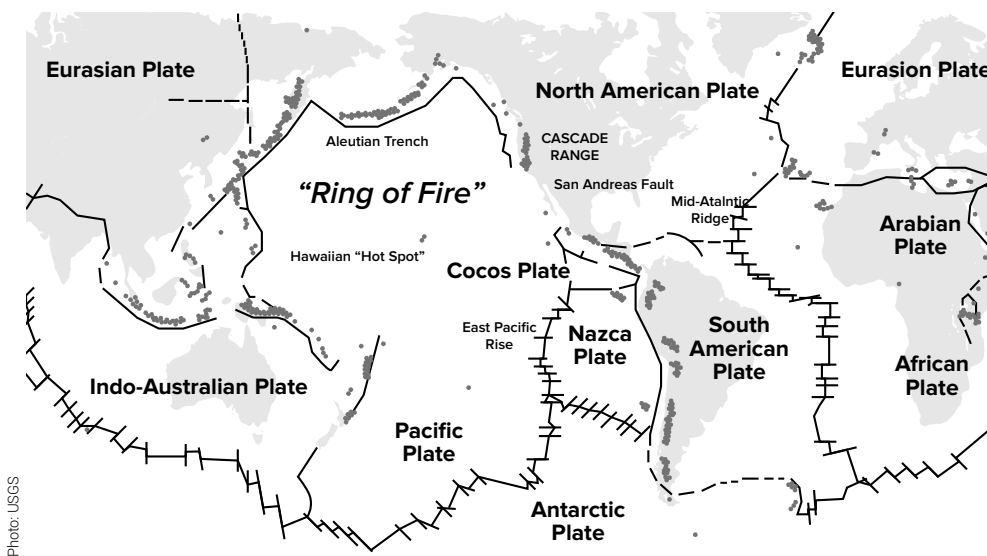 Eurasian Plate
North American Plate
Eurasion Plate
Aleutian Trench
CASCADE
RANGE
"Ring of Fire"
San Andreas Fault
Mid-Atalntic
Ridge
Arabian
Plate
Hawaiian "Hot Spot"
Cocos Plate
East Pacific
Rise
Nazca
Plate
South
American
Plate
African
Plate
Indo-Australian Plate
Pacific
Plate
Antarctic
Plate
Photo: USGS